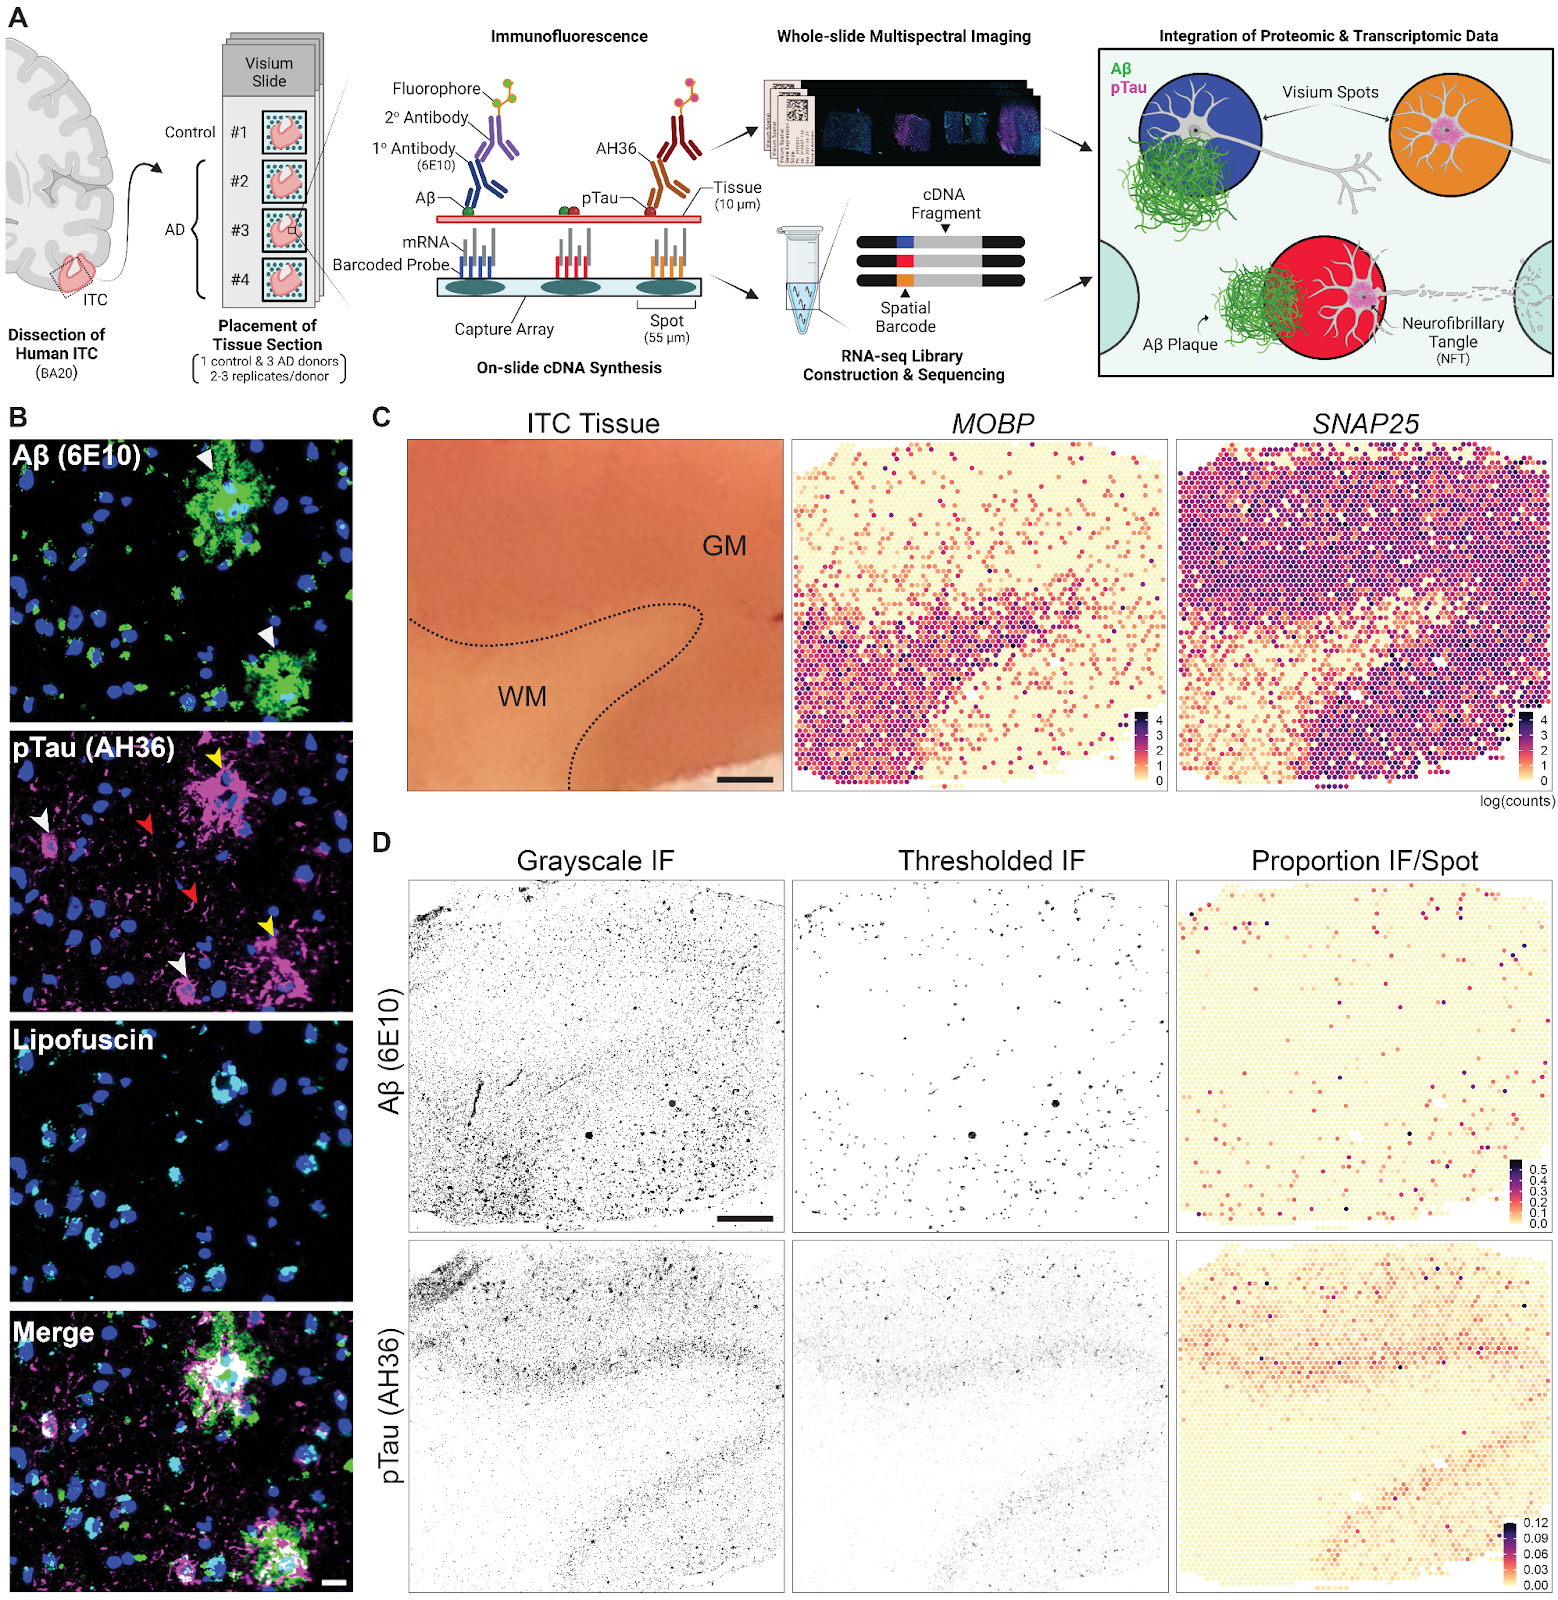 A
Immunofluorescence
Whole-slide Multispectral Imaging
Integration of Proteomic & Transcriptomic Data
Visium
Slide
Control
#1
#2
AD
#3
#4
ITC
Dissection of
Human ITC
(BA20)
Placement of
Tissue Section
1 control & 3 AD donors
2-3 replicates/donor
Fluorophore
2° Antibody
1° Antibody
(6E10)
Aβ
AH36
pTau
Tissue
(10 µm)
mRNA
Barcoded Probe
Capture Array
Spot
(55 µm)
On-slide cDNA Synthesis
cDNA
Fragment
Spatial
Barcode
RNA-seq Library
Construction & Sequencing
Aβ
pTau
Visium Spots
Aβ Plaque
Neurofibrillary
Tangle
(NFT)
B
Aβ (6E10)
pTau (AH36)
Lipofuscin
Merge
C
ITC Tissue
MOBP
SNAP25
GM
WM
4
3
2
1
0
4
3
2
1
0
log(counts)
D
Grayscale IF
Thresholded IF
Proportion IF/Spot
Aβ (6E10)
0.5
0.4
0.3
0.2
0.1
0.0
pTau (AH36)
0.12
0.09
0.06
0.03
0.00